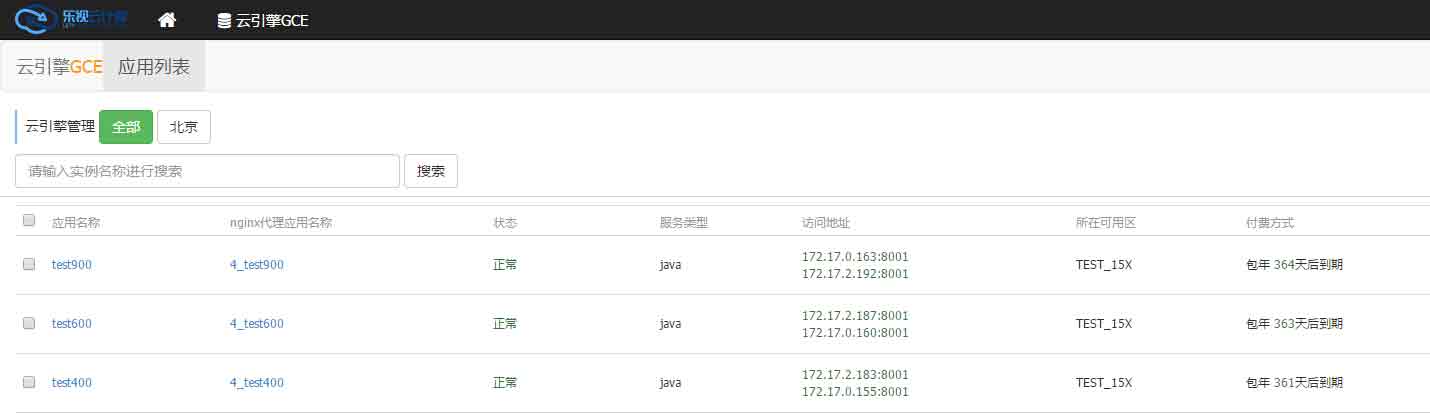 乐视云计算
云引擎GCE
云引擎GCE 应用列表
云引擎管理 全部 北京
请输入实例名称进行搜索 搜索
应用名称 nginx代理应用名称 状态 服务类型 访问地址 所在可用区 付费方式
test900 4_test900 正常 java 172.17.0.163:8001 TEST_15X 包年 364天后到期
172.17.2.192:8001
test600 4_test600 正常 java 172.17.2.187:8001 TEST_15X 包年 363天后到期
172.17.0.160:8001
test400 4_test400 正常 java 172.17.2.183:8001 TEST_15X 包年 361天后到期
172.17.0.155:8001